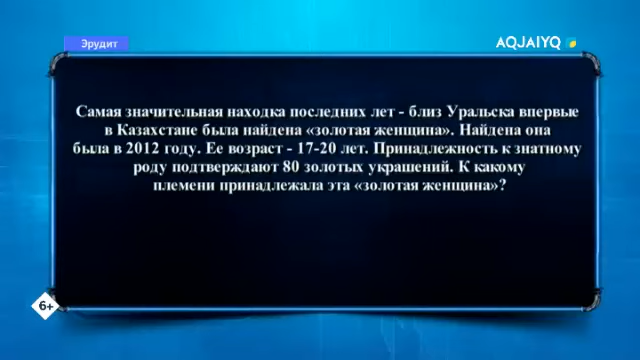 Эрудит
AQJAIYQ
Самая значительная находка последних лет - близ Уральска впервые
в Казахстане была найдена «золотая женщина». Найдена она
была в 2012 году. Ее возраст - 17-20 лет. Принадлежность к знатному
роду подтверждают 80 золотых украшений. К какому
племени принадлежала эта «золотая женщина»?
6+